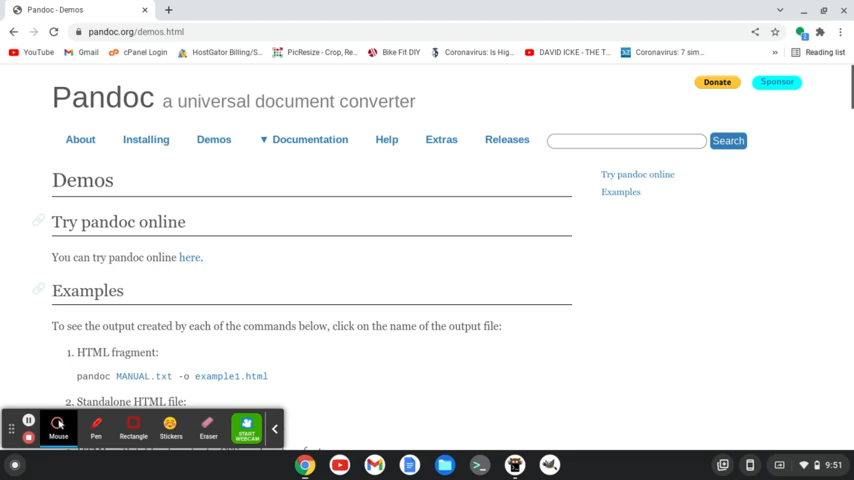 Pandoc - Demos
pandoc.org/demos.html
YouTube Gmail cPanel Login HostGator Billing/S... PicResize - Crop, Re... Bike Fit DIY Coronavirus: Is Hig... DAVID ICKE - THE T... Coronavirus: 7 sim... » Reading list
Donate Sponsor
Pandoc a universal document converter
About Installing Demos ▼ Documentation Help Extras Releases Search
Demos
Try pandoc online
Examples
Try pandoc online
You can try pandoc online here.
Examples
To see the output created by each of the commands below, click on the name of the output file:
1. HTML fragment:
pandoc MANUAL.txt -o example1.html
2. Standalone HTML file:
Mouse Pen Rectangle Stickers Eraser START WEBCAM
9:51